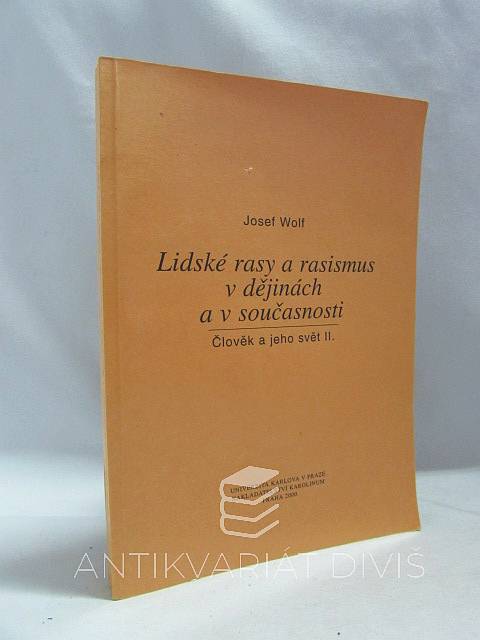 Josef Wolf
Lidské rasy a rasismus
v dějinách
a v současnosti
Člověk a jeho svět II.
UNIVERZITA KARLOVA V PRAZE
NAKLADATELSTVÍ KAROLINUM
PRAHA 2000
ANTIKVARIÁT DIVIŠ